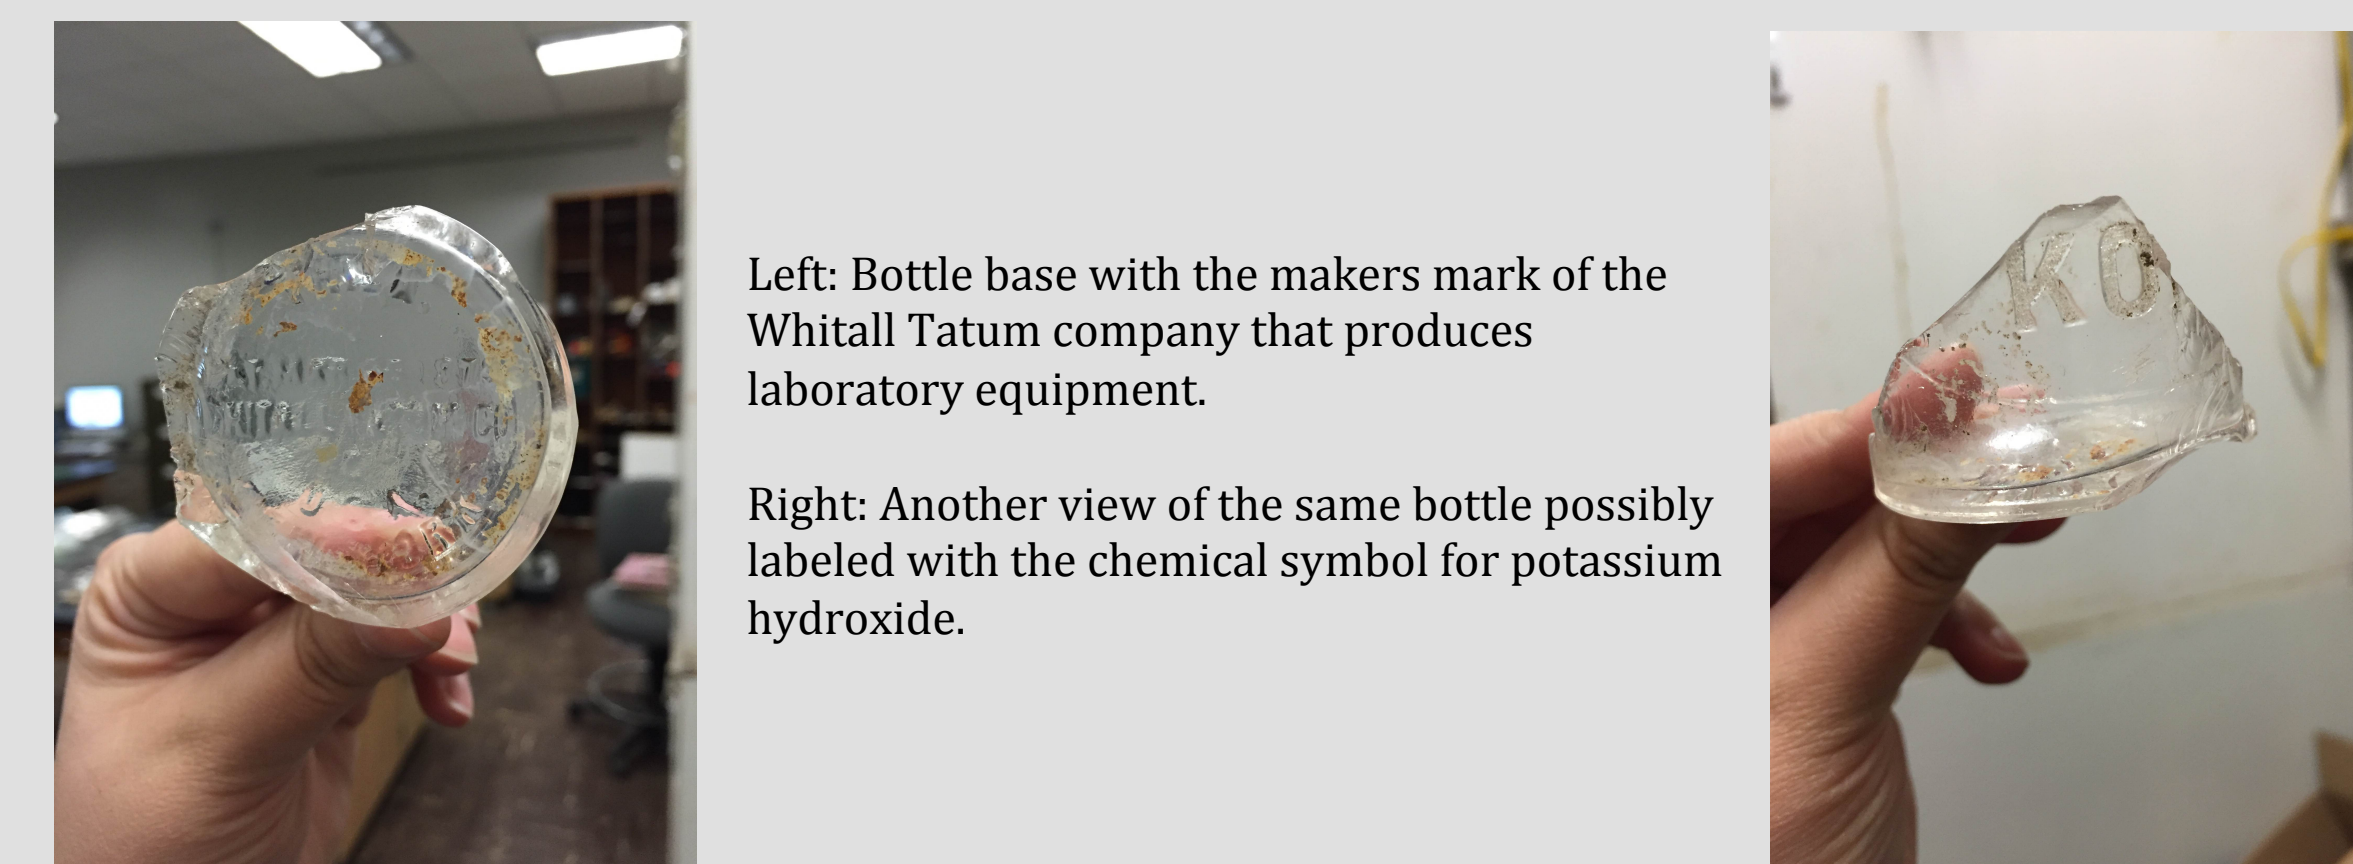 Left: Bottle base with the makers mark of the
Whitall Tatum company that produces
laboratory equipment.
Right: Another view of the same bottle possibly
labeled with the chemical symbol for potassium
hydroxide.
KO